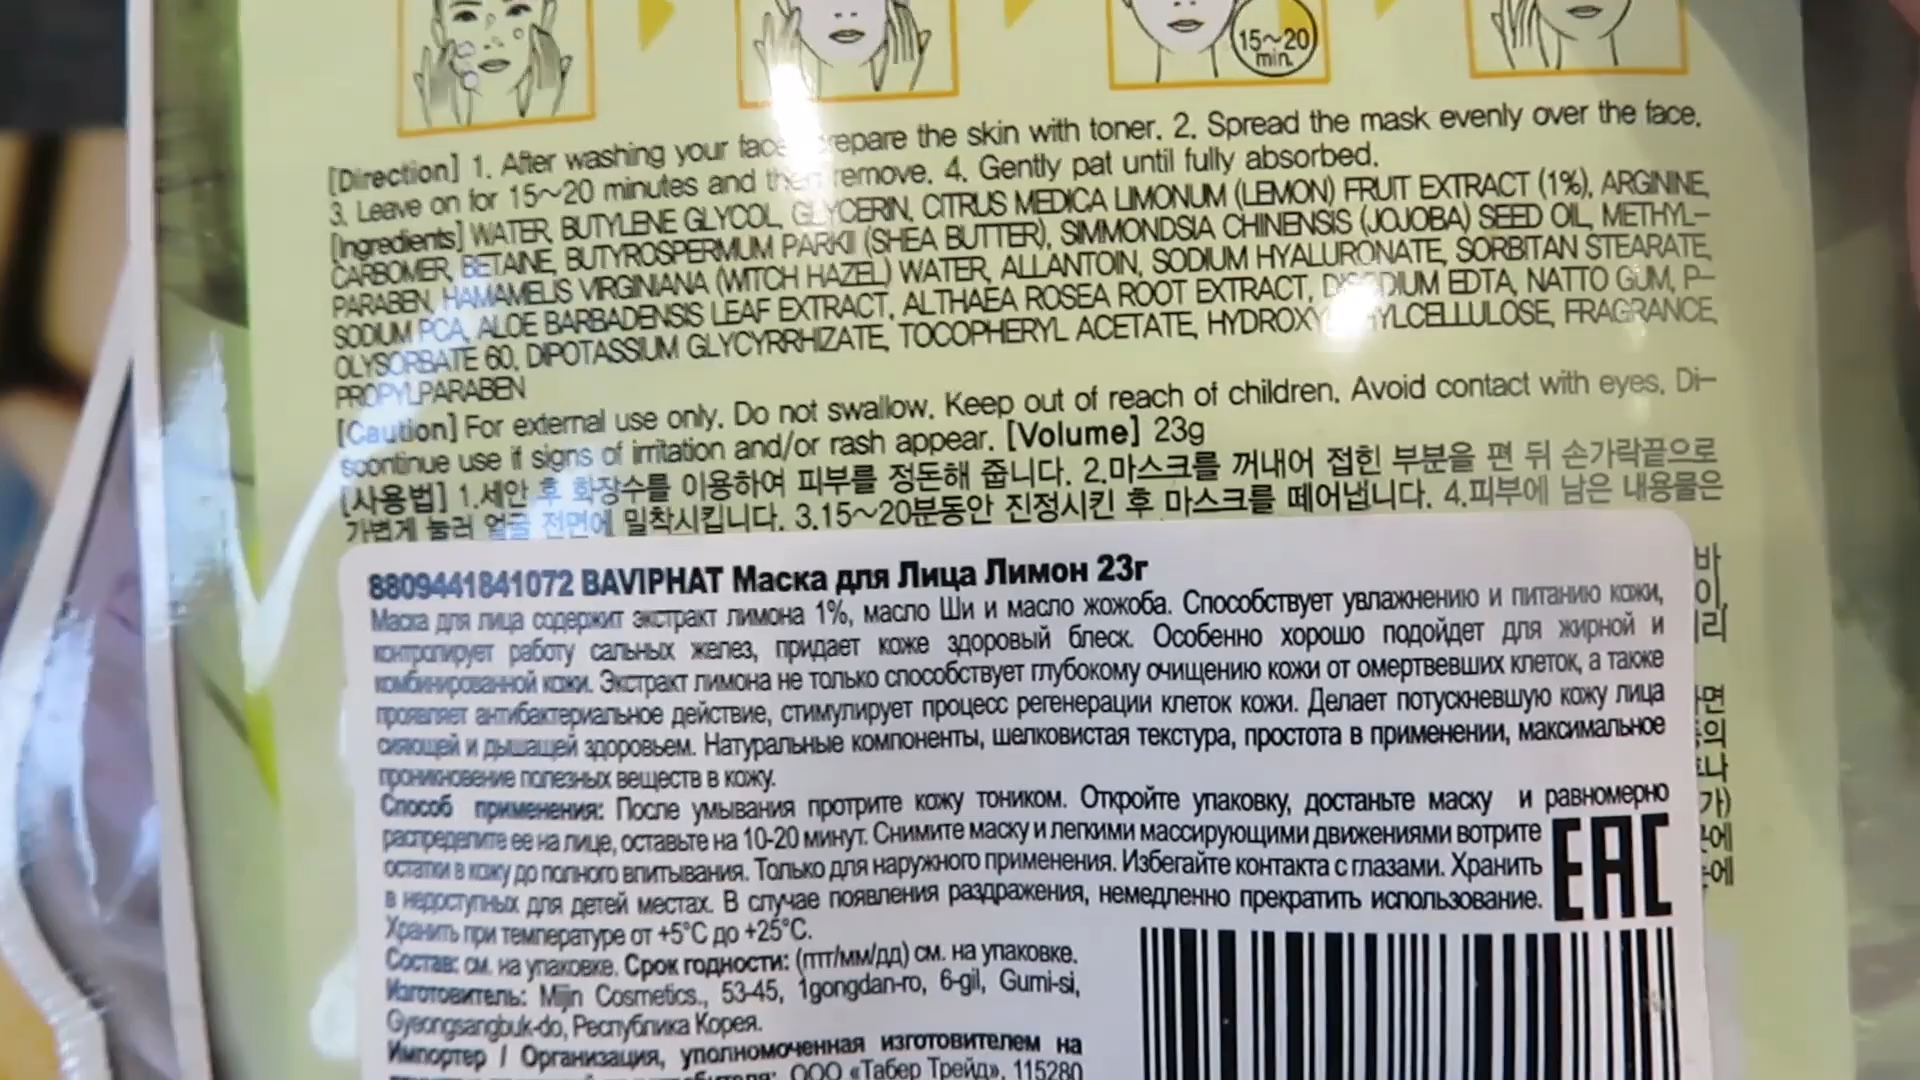 15~20
min.
[Direction] 1. After washing your face repare the skin with toner. 2. Spread the mask evenly over the face.
3. Leave on for 15~20 minutes and then remove. 4. Gently pat until fully absorbed.
[Ingredients] WATER, BUTYLENE GLYCOL, GLYCERIN, CITRUS MEDICA LIMONUM (LEMON) FRUIT EXTRACT (1%), ARGININE,
CARBOMER, BETAINE, BUTYROSPERMUM PARKII (SHEA BUTTER), SIMMONDSIA CHINENSIS (JOJOBA) SEED OIL, METHYL-
PARABEN, HAMAMELIS VIRGINIANA (WITCH HAZEL) WATER, ALLANTOIN, SODIUM HYALURONATE, SORBITAN STEARATE,
SODIUM PCA, ALOE BARBADENSIS LEAF EXTRACT, ALTHAEA ROSEA ROOT EXTRACT, DISODIUM EDTA, NATTO GUM, P-
OLYSORBATE 60, DIPOTASSIUM GLYCYRRHIZATE, TOCOPHERYL ACETATE, FRAGRANCE,
PROPYLPARABEN
[Caution] For external use only. Do not swallow. Keep out of reach of children. Avoid contact with eyes. Di-
scontinue use if signs of irritation and/or rash appear. [Volume] 23g
[사용법] 1.세안 후 화장수를 이용하여 피부를 정돈해 줍니다. 2.마스크를 꺼내어 접힌 부분을 편 뒤 손가락끝으로
가볍게 눌러 얼굴 전면에 밀착시킵니다. 3.15~20분동안 진정시킨 후 마스크를 떼어냅니다. 4.피부에 남은 내용물은
8809441841072 BAVIPHAT Маска для Лица Лимон 23г
Маска для лица содержит экстракт лимона 1%, масло Ши и масло жожоба. Способствует увлажнению и питанию кожи,
контролирует работу сальных желез, придает коже здоровый блеск. Особенно хорошо подойдет для жирной и
комбинированной кожи. Экстракт лимона не только способствует глубокому очищению кожи от омертвевших клеток, а также
проявляет антибактериальное действие, стимулирует процесс регенерации клеток кожи. Делает потускневшую кожу лица
сияющей и дышащей здоровьем. Натуральные компоненты, шелковистая текстура, простота в применении, максимальное
проникновение полезных веществ в кожу.
Способ применения: После умывания протрите кожу тоником. Откройте упаковку, достаньте маску и равномерно
распределите ее на лице, оставьте на 10-20 минут. Снимите маску и легкими массирующими движениями вотрите
остатки в кожу до полного впитывания. Только для наружного применения. Избегайте контакта с глазами. Хранить
в недоступных для детей местах. В случае появления раздражения, немедленно прекратить использование.
EAC
Хранить при температуре от +5°С до +25°С.
Состав: см. на упаковке. Срок годности: (гггг/мм/дд) см. на упаковке.
Изготовитель: Mijin Cosmetics., 53-45, 1gongdan-ro, 6-gil, Gumi-si,
Gyeongsangbuk-do, Республика Корея.
Импортер / Организация, уполномоченная изготовителем на
ООО «Табер Трейд», 115280